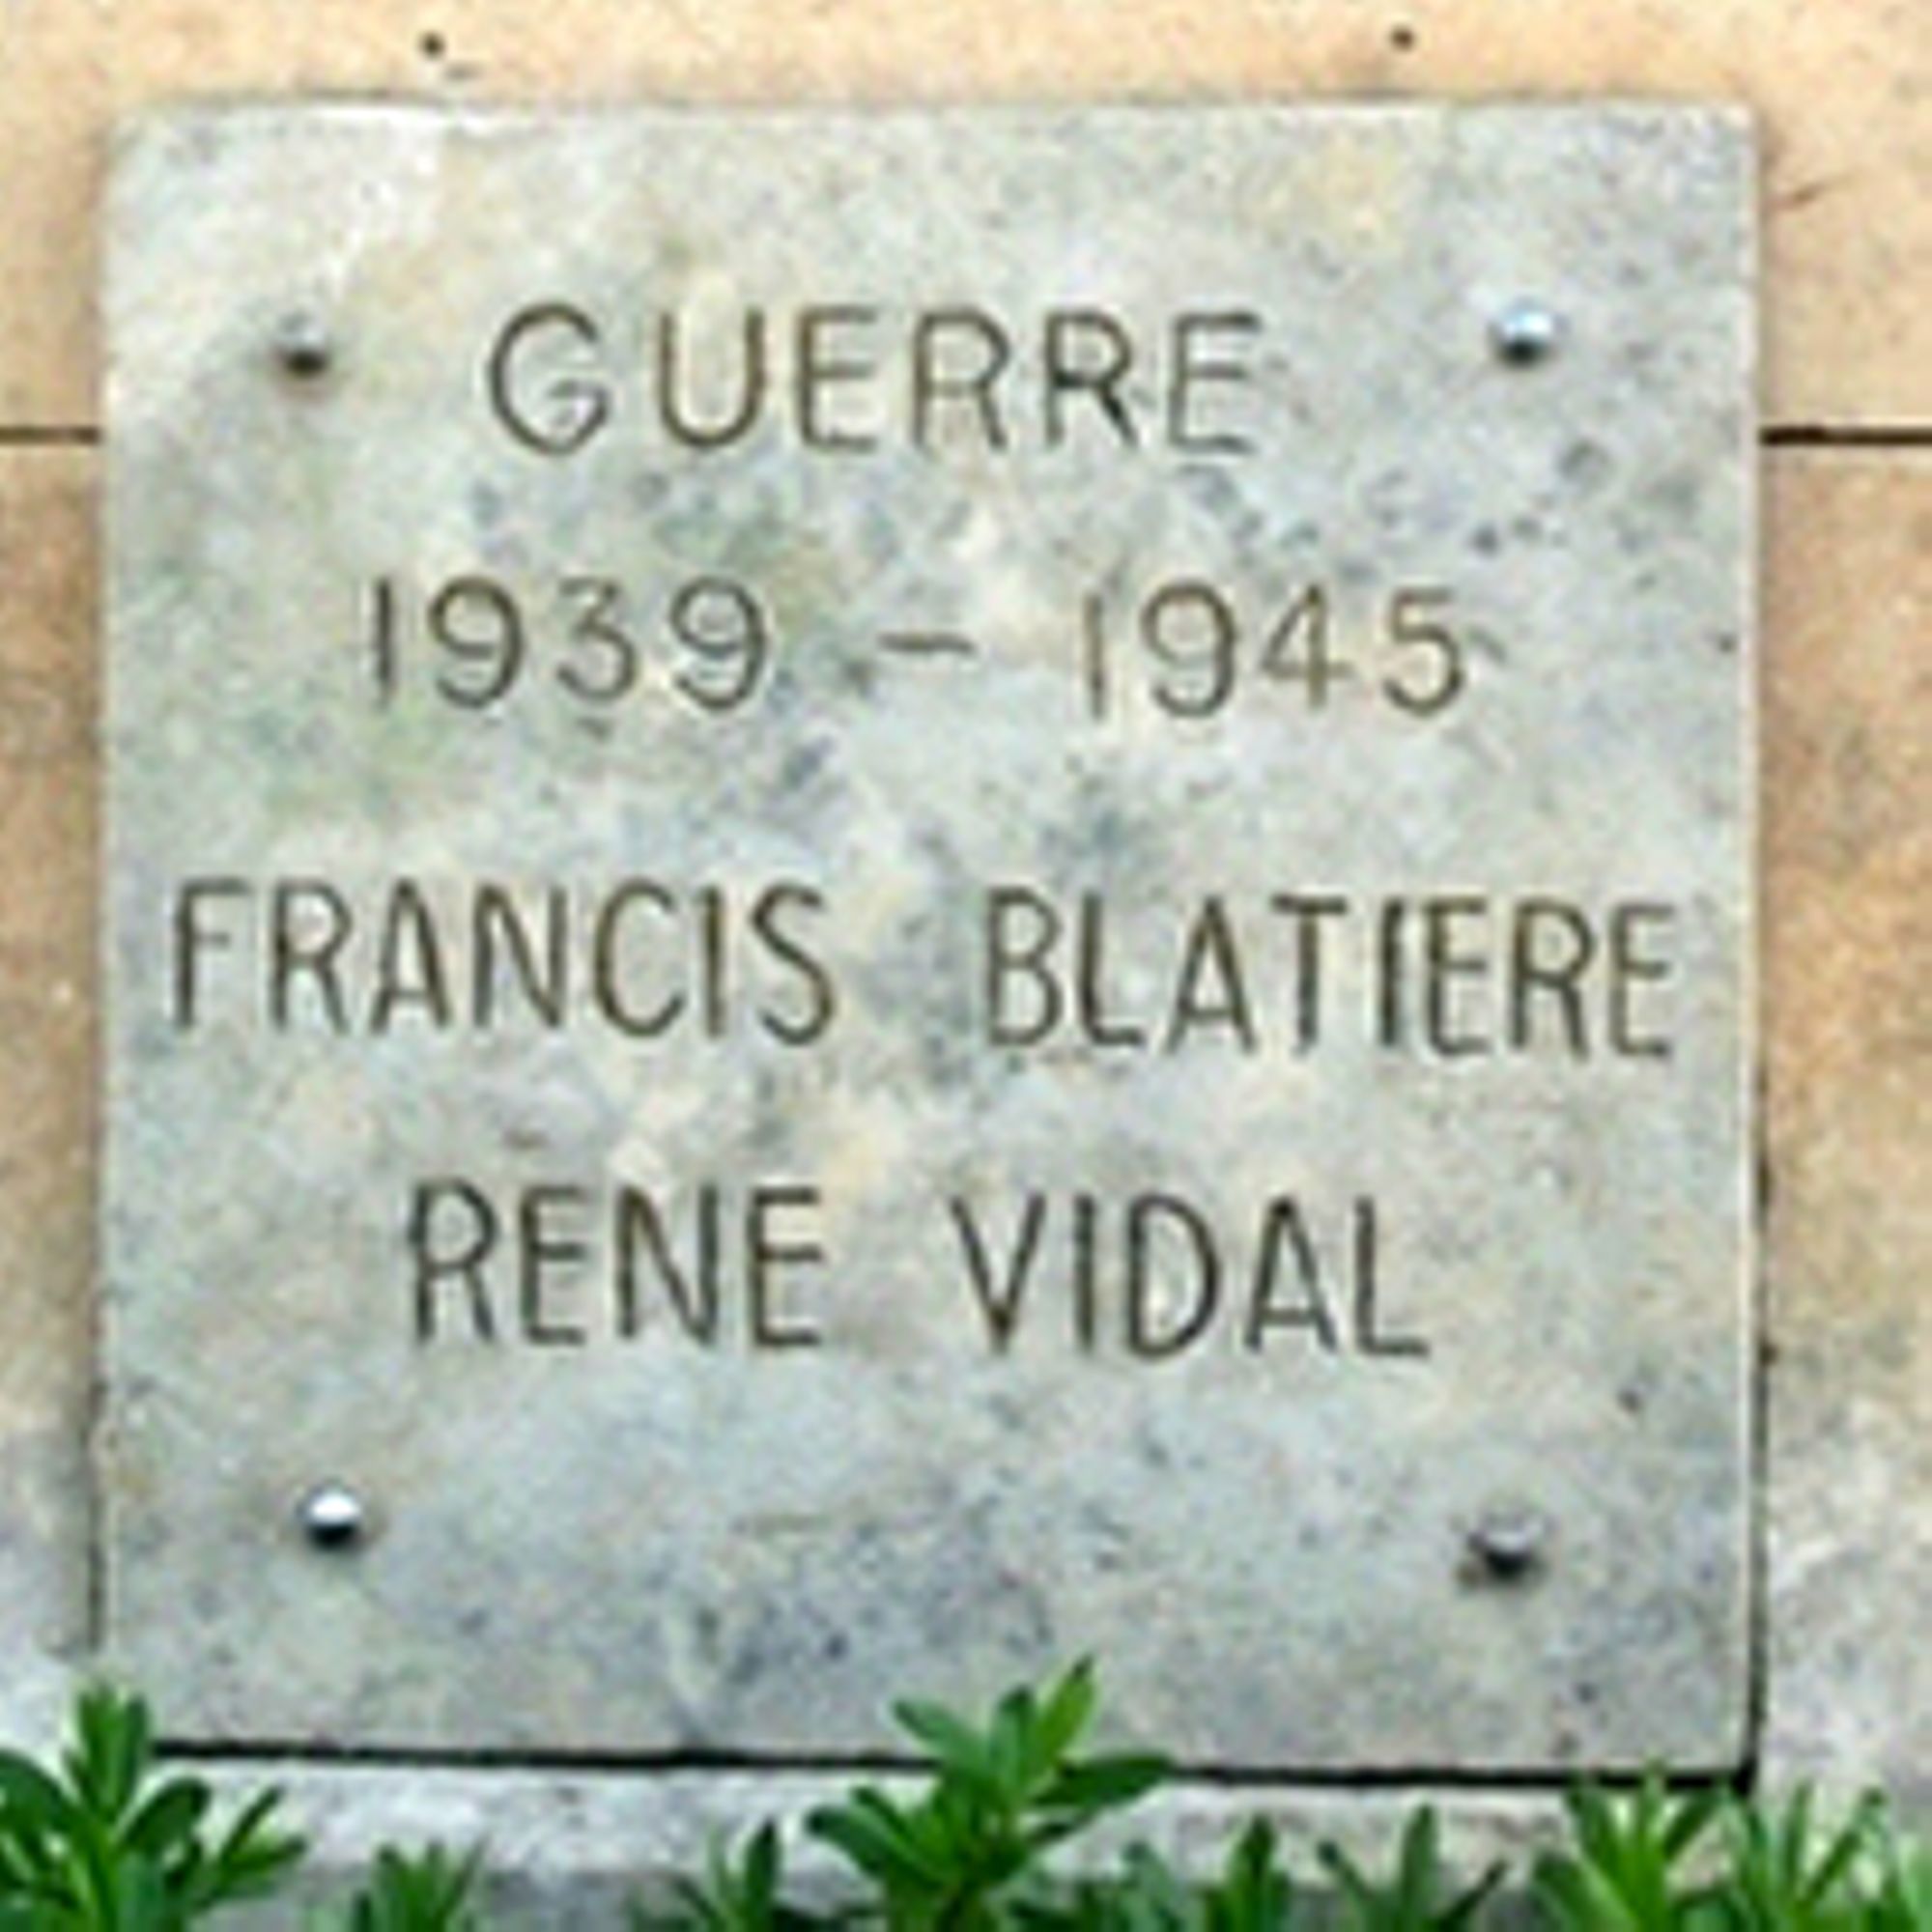 GUERRE
1939 - 1945
FRANCIS BLATIERE
RENE VIDAL